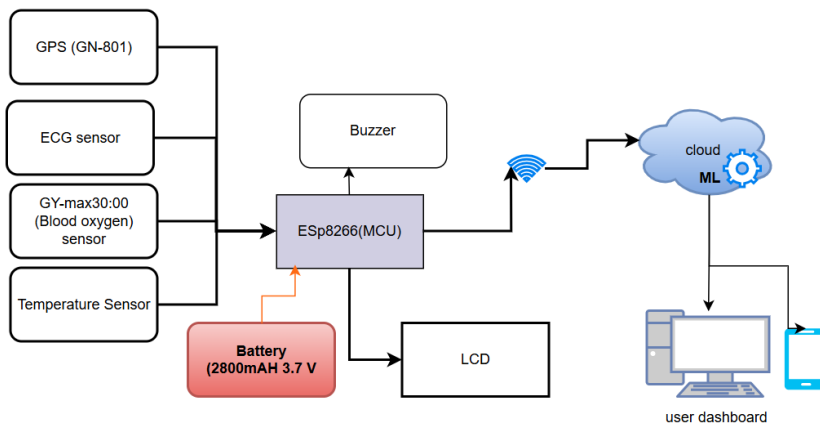 GPS (GN-801)
ECG sensor
GY-max30:00
(Blood oxygen)
sensor
Temperature Sensor
Buzzer
ESp8266(MCU)
Battery
(2800mAH 3.7 V
LCD
cloud
ML
user dashboard